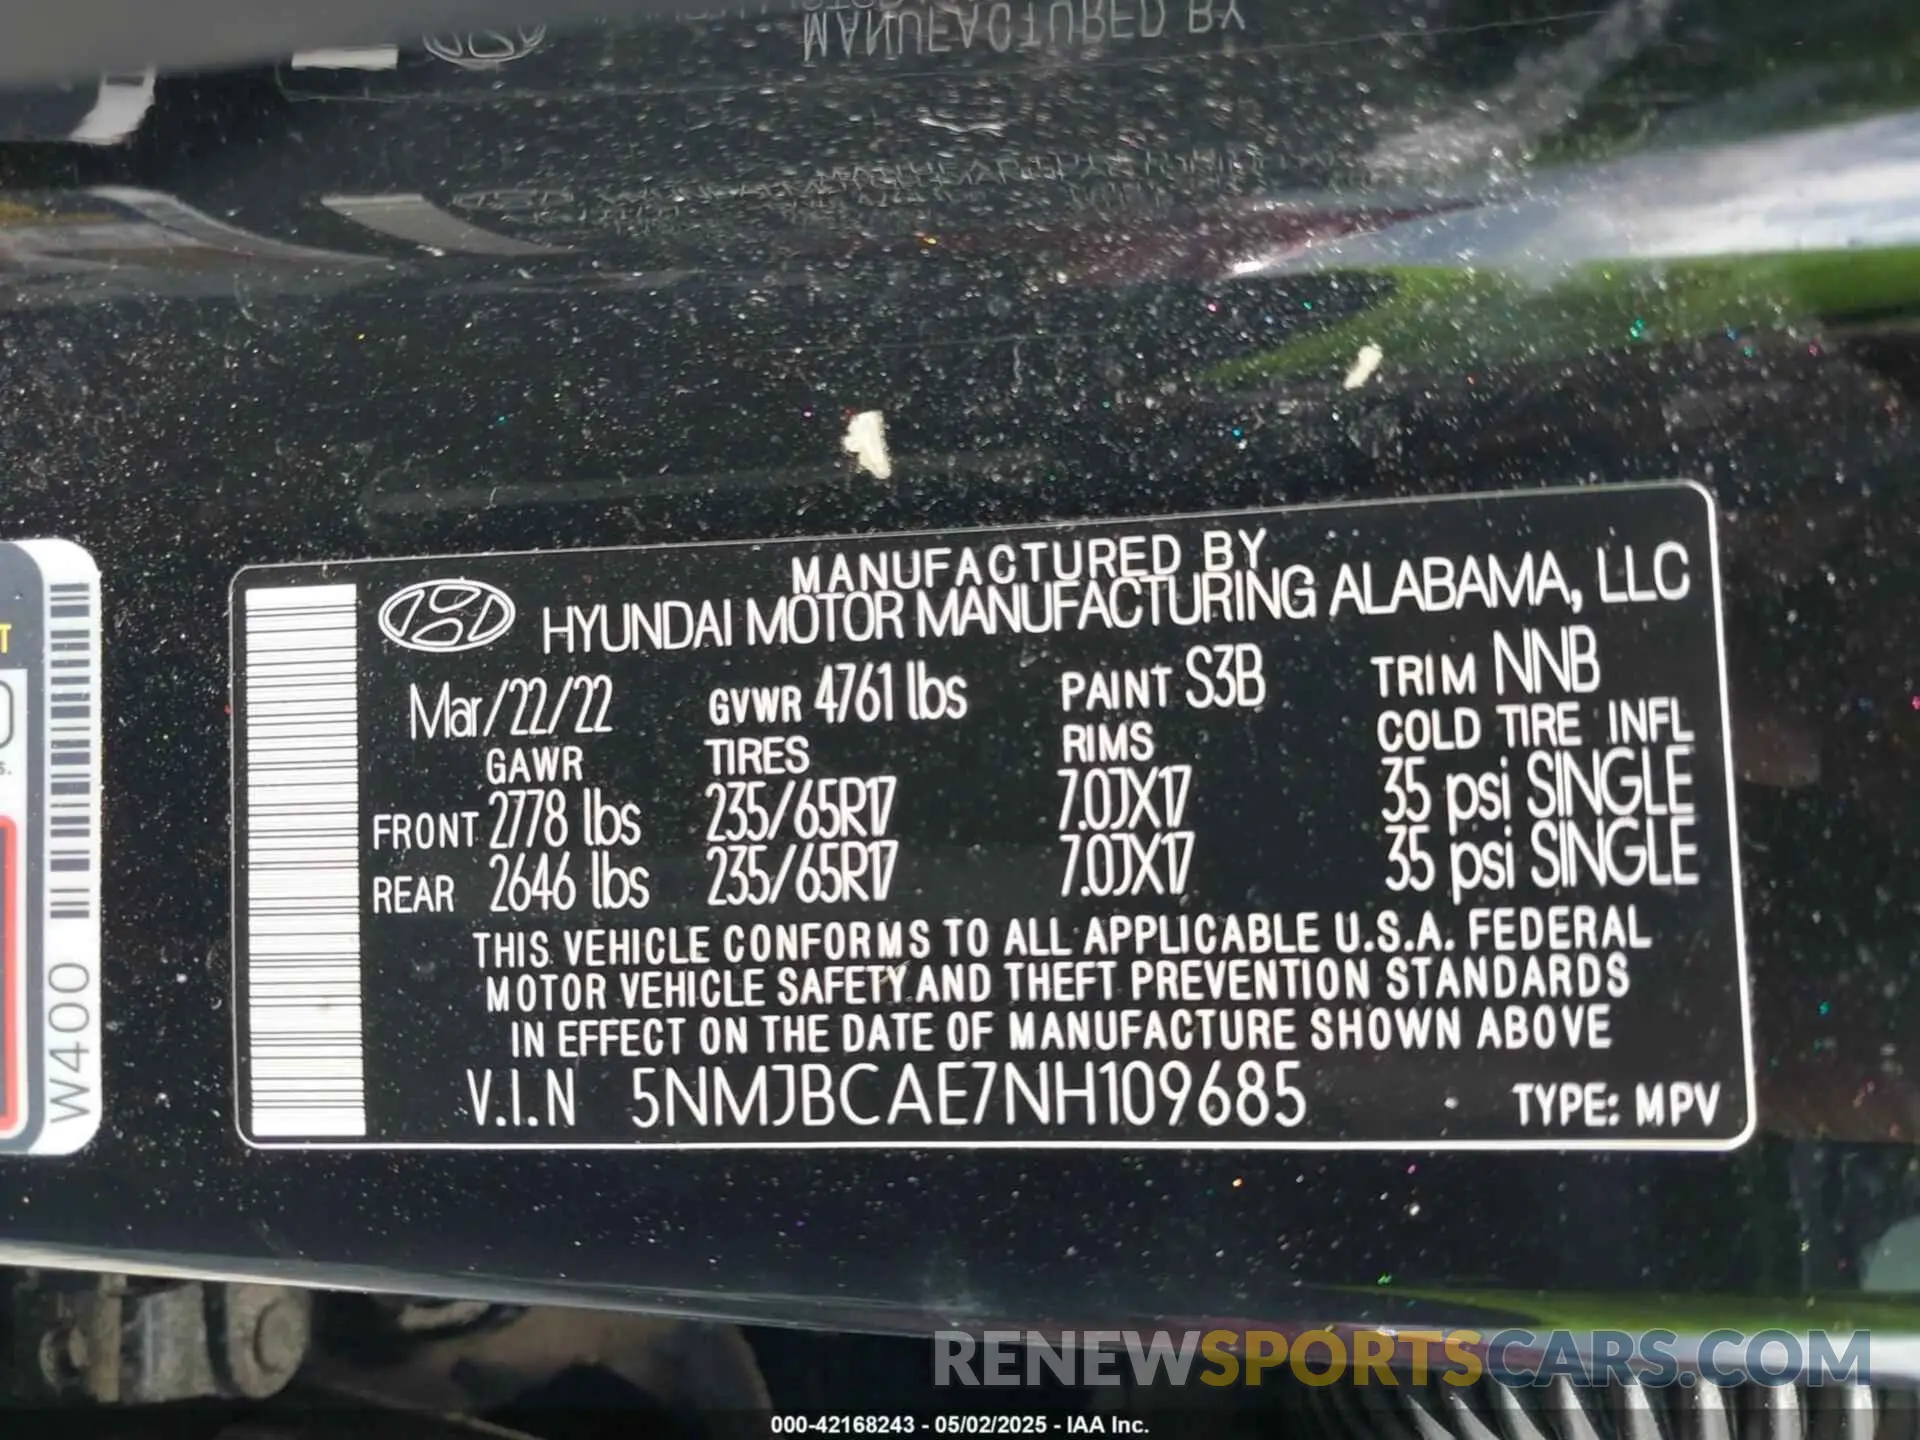 MANUFACTURED BY
MANUFACTURED BY
HYUNDAI MOTOR MANUFACTURING ALABAMA, LLC
Mar/22/22 GVWR 4761 lbs PAINT S3B TRIM NNB
GAWR TIRES RIMS COLD TIRE INFL
FRONT 2778 lbs 235/65R17 7.0JX17 35 psi SINGLE
REAR 2646 lbs 235/65R17 7.0JX17 35 psi SINGLE
THIS VEHICLE CONFORMS TO ALL APPLICABLE U.S.A. FEDERAL
MOTOR VEHICLE SAFETY AND THEFT PREVENTION STANDARDS
IN EFFECT ON THE DATE OF MANUFACTURE SHOWN ABOVE
V.I.N 5NMJBCAE7NH109685 TYPE: MPV
W400
RENEWSPORTSCARS.COM
000-42168243 - 05/02/2025 - IAA Inc.